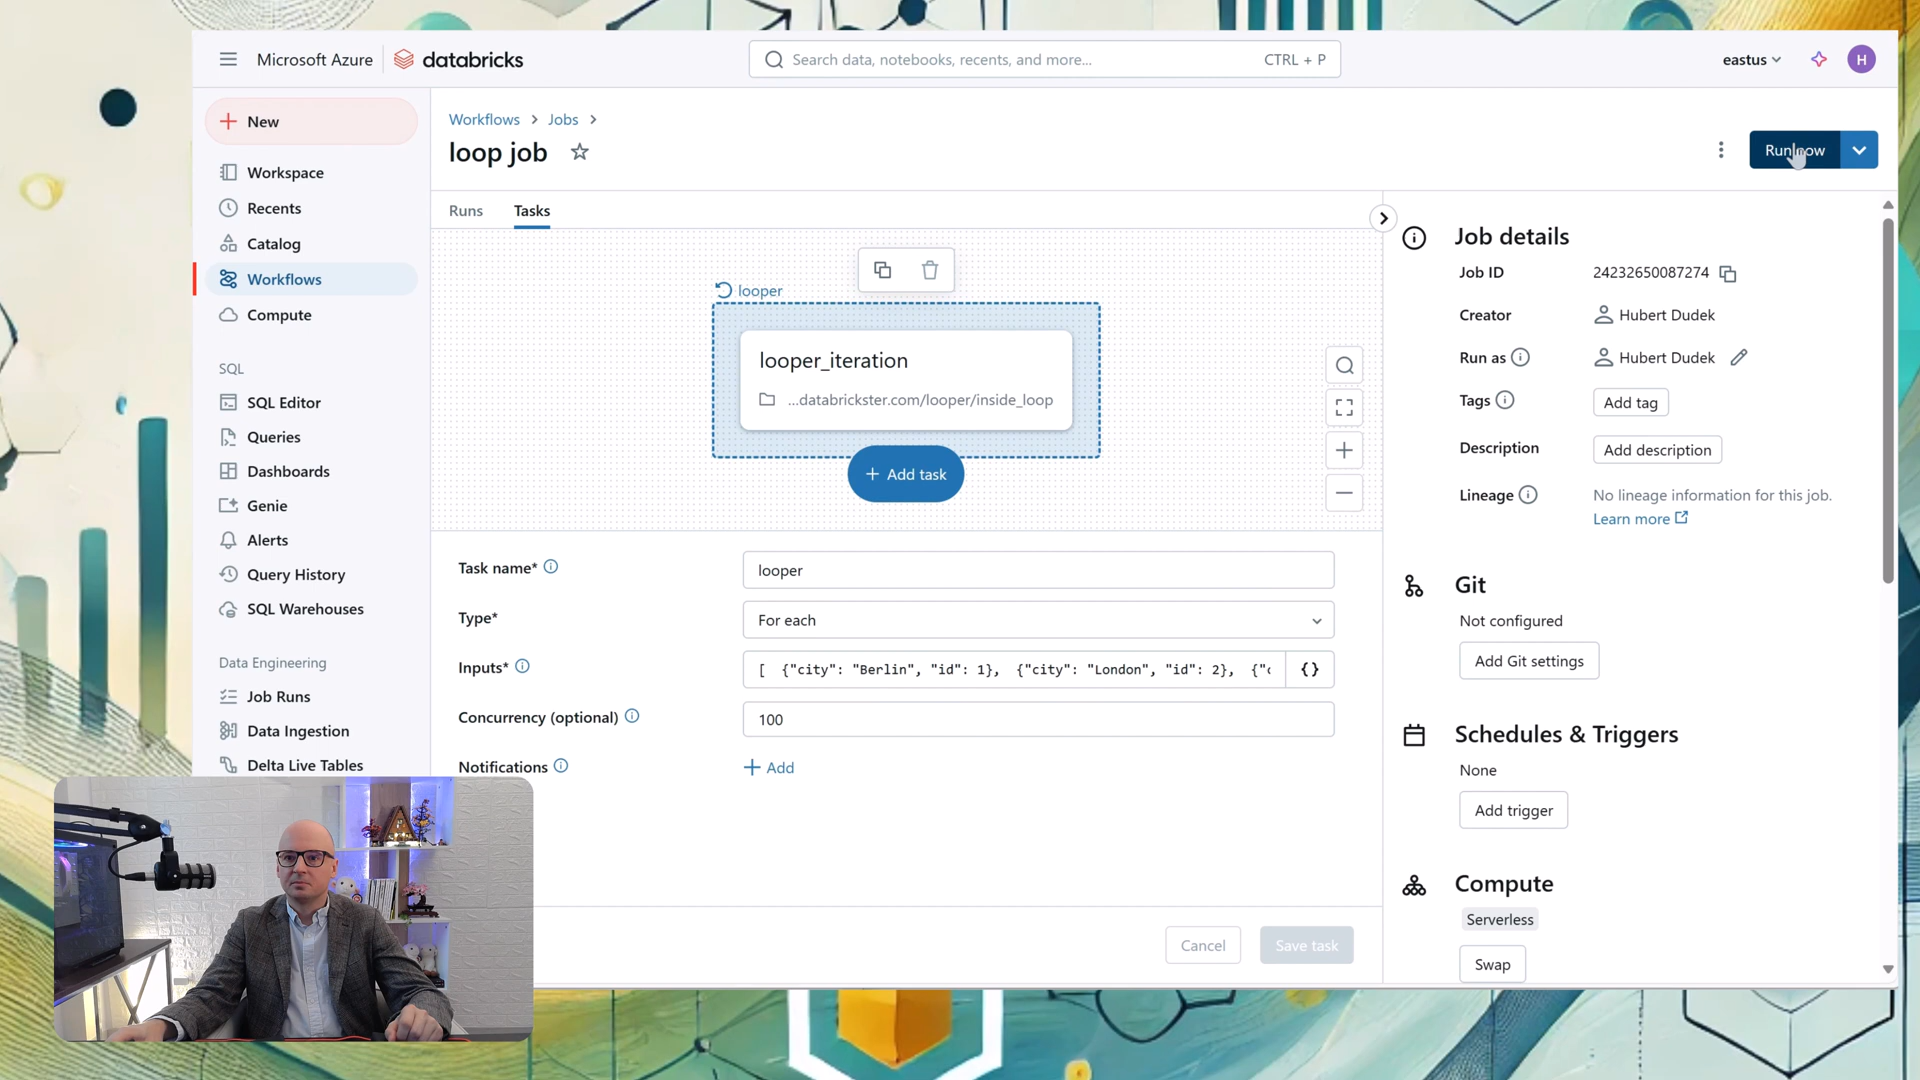 Microsoft Azure databricks
Search data, notebooks, recents, and more... CTRL + P
eastus
H
New
Workspace
Recents
Catalog
Workflows
Compute
SQL
SQL Editor
Queries
Dashboards
Genie
Alerts
Query History
SQL Warehouses
Data Engineering
Job Runs
Data Ingestion
Delta Live Tables
Workflows > Jobs >
loop job
Run now
Runs Tasks
looper
looper_iteration
...databrickster.com/looper/inside_loop
+ Add task
Task name* looper
Type* For each
Inputs* [ {"city": "Berlin", "id": 1}, {"city": "London", "id": 2}, {"c {}
Concurrency (optional) 100
Notifications + Add
Cancel Save task
Job details
Job ID 24232650087274
Creator Hubert Dudek
Run as Hubert Dudek
Tags Add tag
Description Add description
Lineage No lineage information for this job.
Learn more
Git
Not configured
Add Git settings
Schedules & Triggers
None
Add trigger
Compute
Serverless
Swap